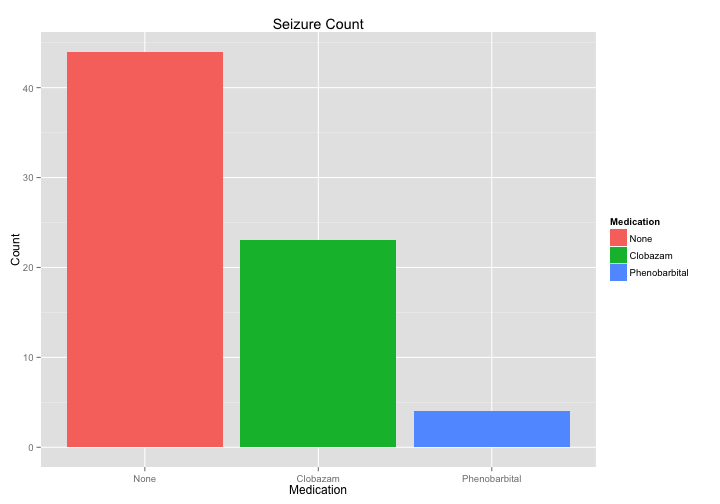 Seizure Count
Count
40
30
20
10
0
None
Clobazam
Phenobarbital
Medication
Medication
None
Clobazam
Phenobarbital